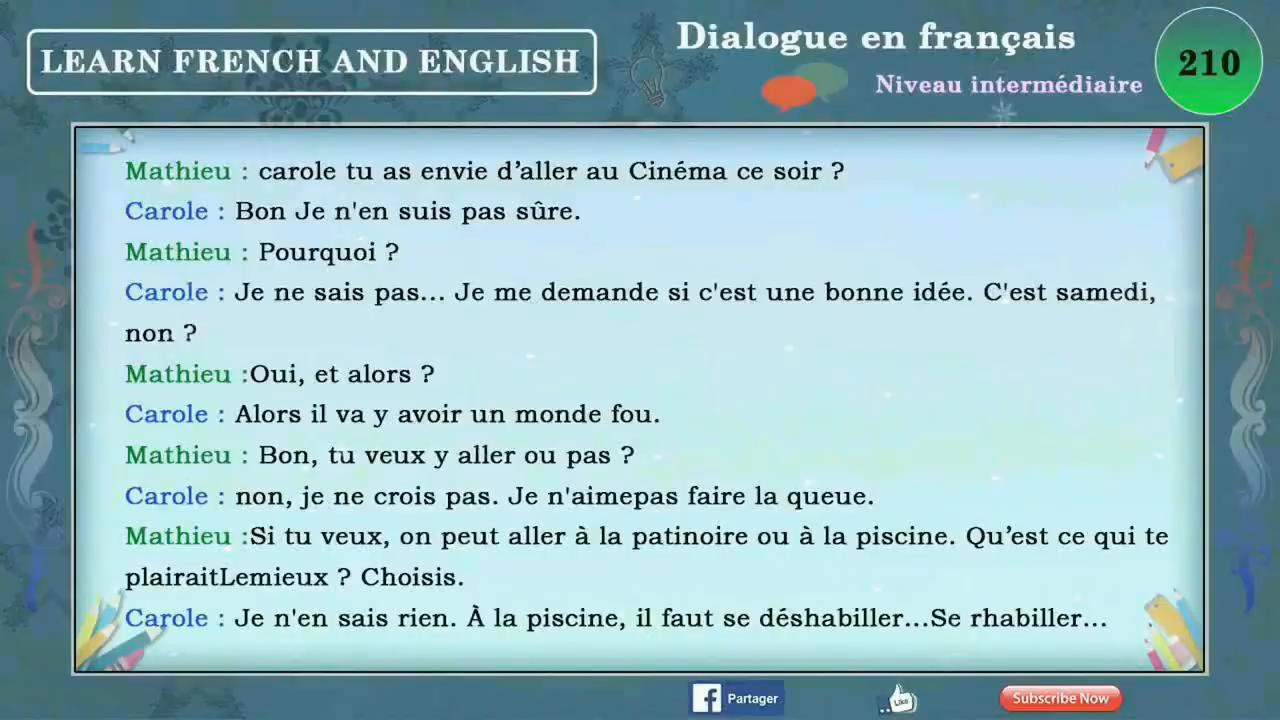 LEARN FRENCH AND ENGLISH
Dialogue en français
Niveau intermédiaire
210
Mathieu : carole tu as envie d’aller au Cinéma ce soir ?
Carole : Bon Je n'en suis pas sûre.
Mathieu : Pourquoi ?
Carole : Je ne sais pas... Je me demande si c'est une bonne idée. C'est samedi,
non ?
Mathieu :Oui, et alors ?
Carole : Alors il va y avoir un monde fou.
Mathieu : Bon, tu veux y aller ou pas ?
Carole : non, je ne crois pas. Je n'aimepas faire la queue.
Mathieu :Si tu veux, on peut aller à la patinoire ou à la piscine. Qu’est ce qui te
plairaitLemieux ? Choisis.
Carole : Je n'en sais rien. À la piscine, il faut se déshabiller...Se rhabiller...
Partager
Like
Subscribe Now